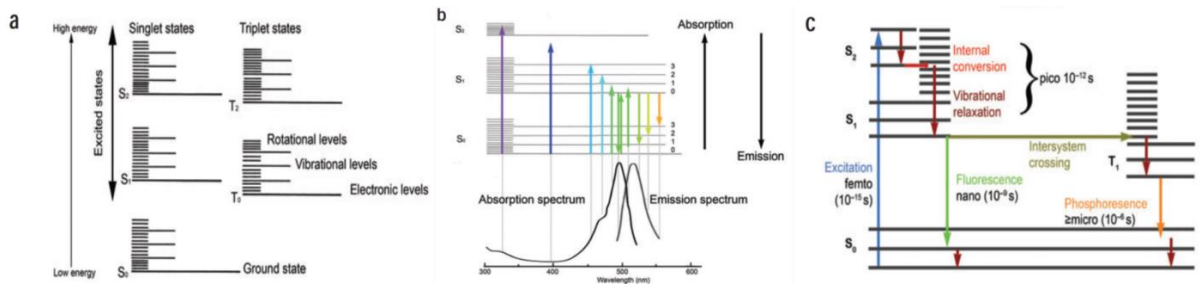 a
High energy
Low energy
Excited states
Singlet states
Triplet states
S2
T2
S1
T0
Rotational levels
Vibrational levels
Electronic levels
S0
Ground state
b
S2
S1
S0
3
2
1
0
3
2
1
0
Absorption
Emission
Absorption spectrum
Emission spectrum
300
400
500
600
Wavelength (nm)
c
S2
S1
S0
T1
Internal
conversion
Vibrational
relaxation
pico 10⁻¹² s
Intersystem
crossing
Excitation
femto
(10⁻¹⁵ s)
Fluorescence
nano (10⁻⁹ s)
Phosphoresence
≥micro (10⁻⁶ s)